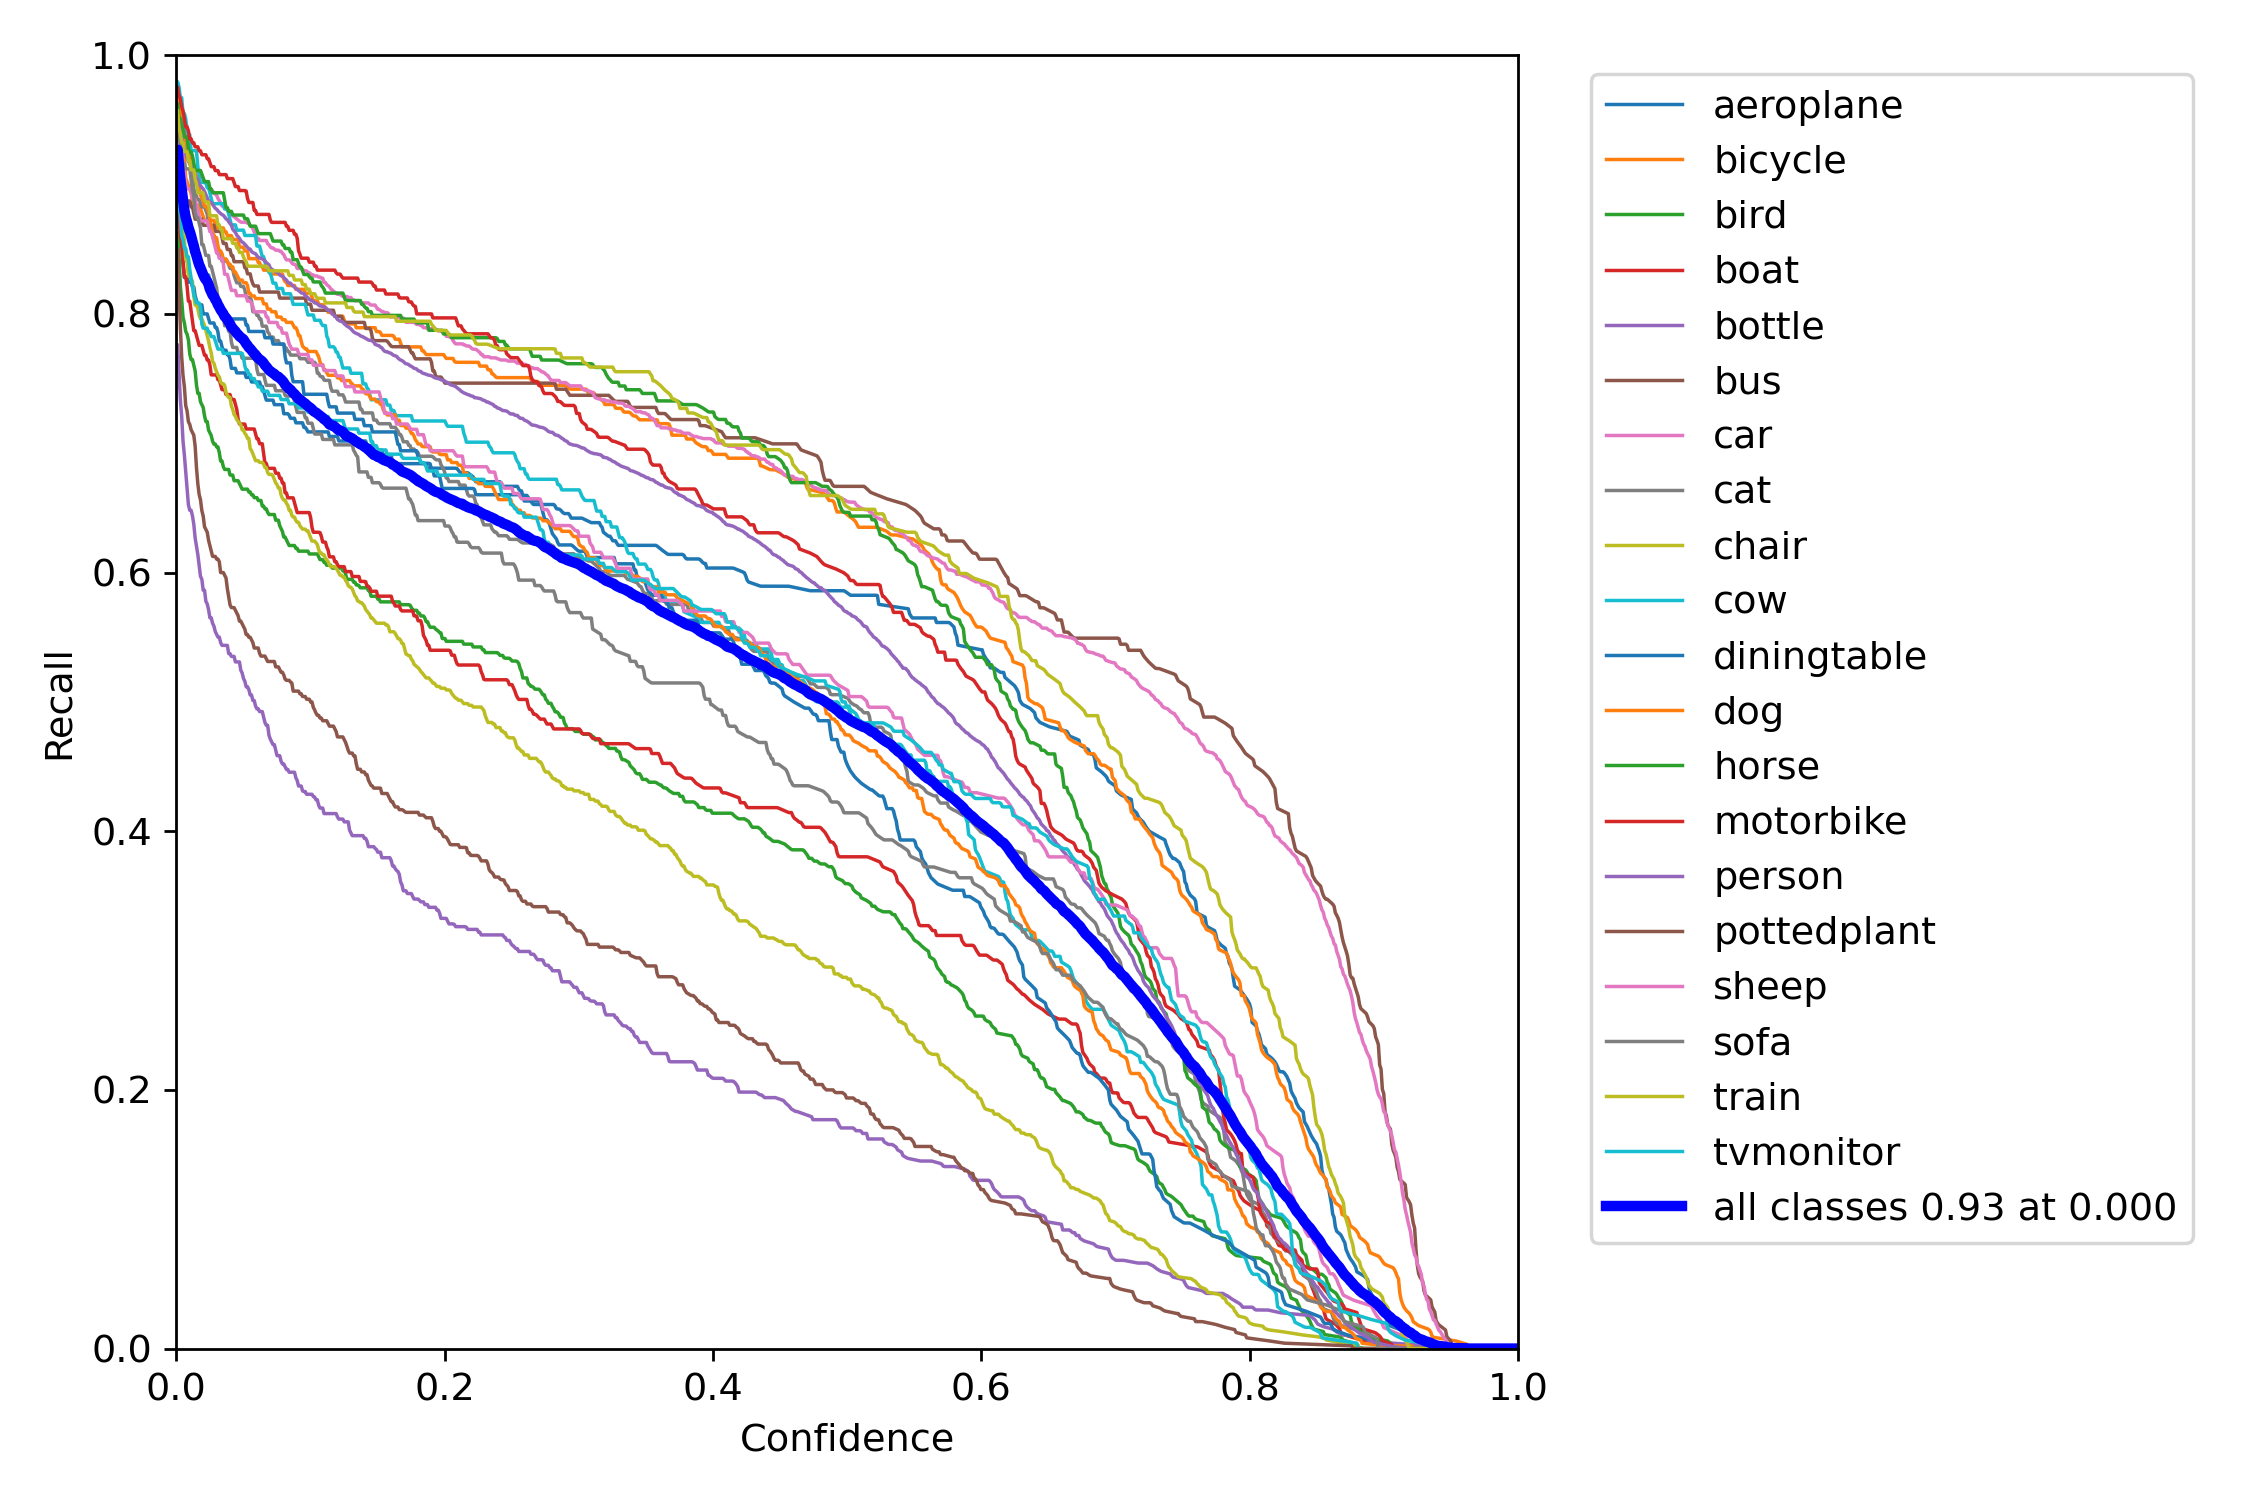 1.0
0.8
0.6
0.4
0.2
0.0
Recall
0.0 0.2 0.4 0.6 0.8 1.0
Confidence
aeroplane
bicycle
bird
boat
bottle
bus
car
cat
chair
cow
diningtable
dog
horse
motorbike
person
pottedplant
sheep
sofa
train
tvmonitor
all classes 0.93 at 0.000